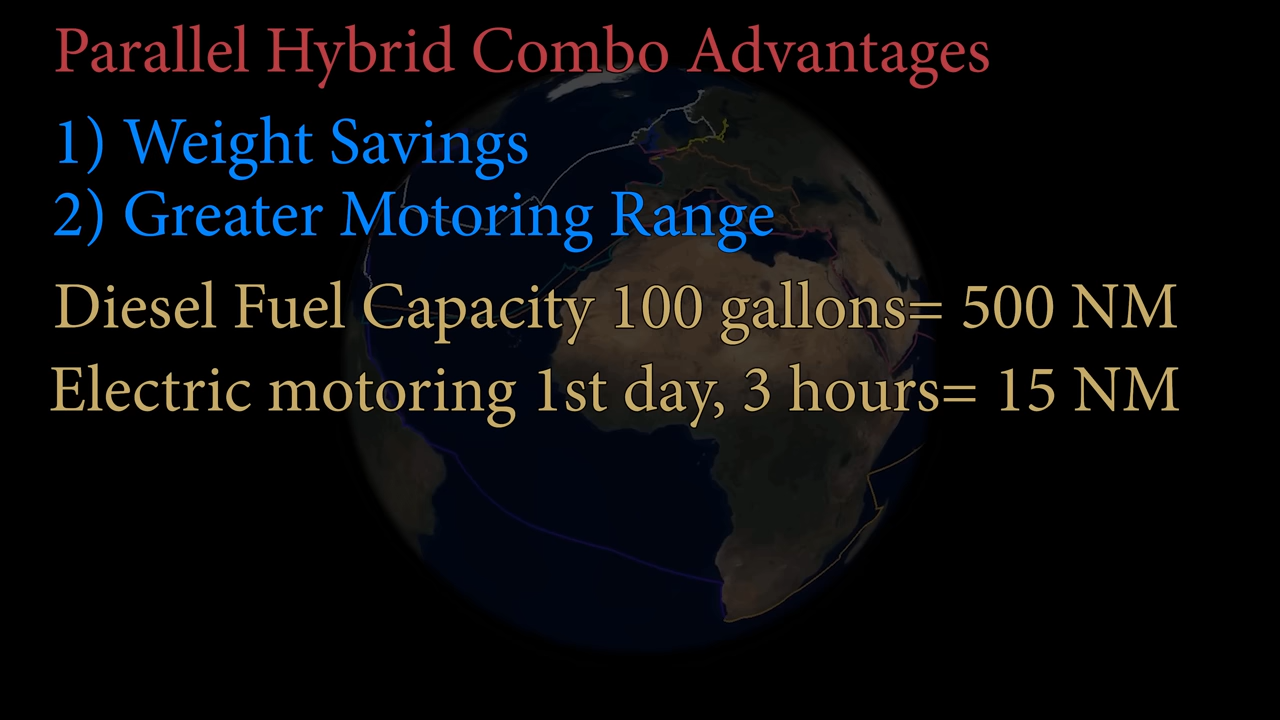 Parallel Hybrid Combo Advantages
1) Weight Savings
2) Greater Motoring Range
Diesel Fuel Capacity 100 gallons= 500 NM
Electric motoring 1st day, 3 hours= 15 NM